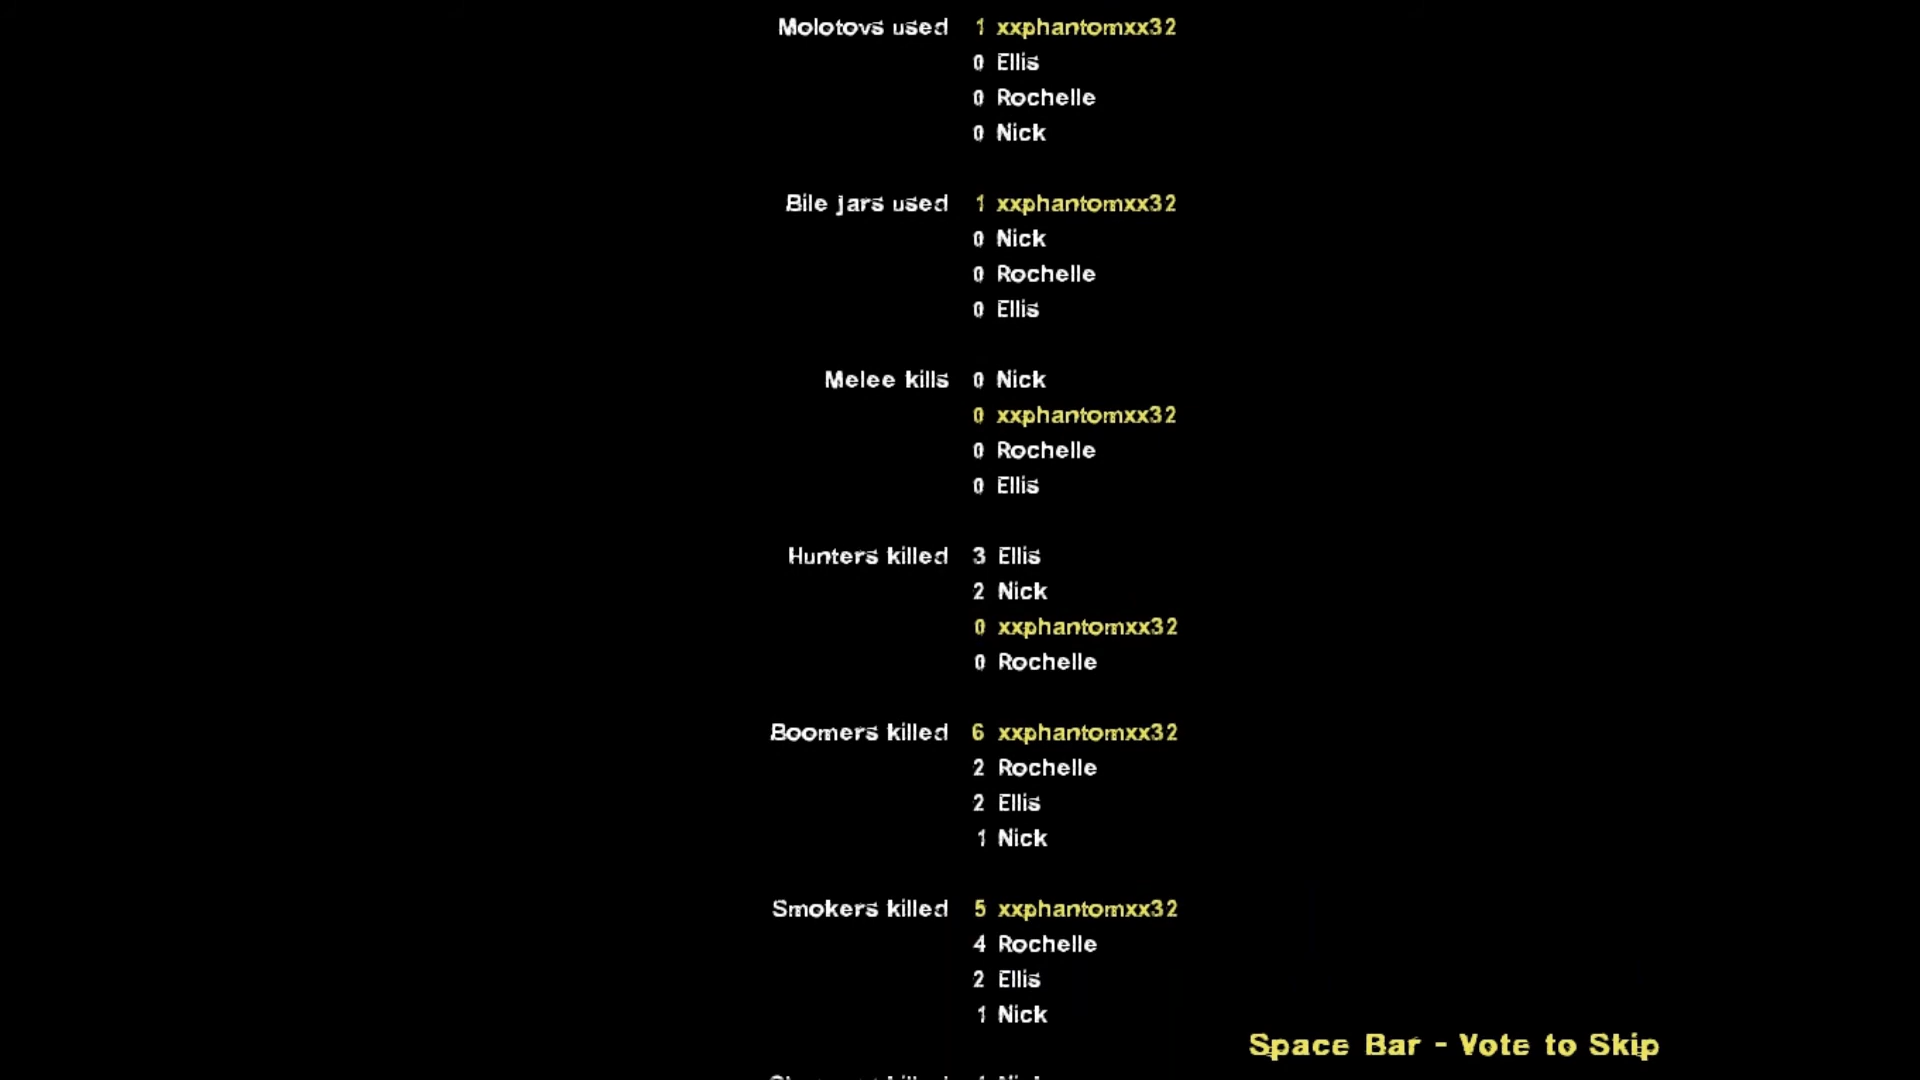 Molotovs used 1 xxphantomxx32
0 Ellis
0 Rochelle
0 Nick
Bile jars used 1 xxphantomxx32
0 Nick
0 Rochelle
0 Ellis
Melee kills 0 Nick
0 xxphantomxx32
0 Rochelle
0 Ellis
Hunters killed 3 Ellis
2 Nick
0 xxphantomxx32
0 Rochelle
Boomers killed 6 xxphantomxx32
2 Rochelle
2 Ellis
1 Nick
Smokers killed 5 xxphantomxx32
4 Rochelle
2 Ellis
1 Nick
Space Bar - Vote to Skip